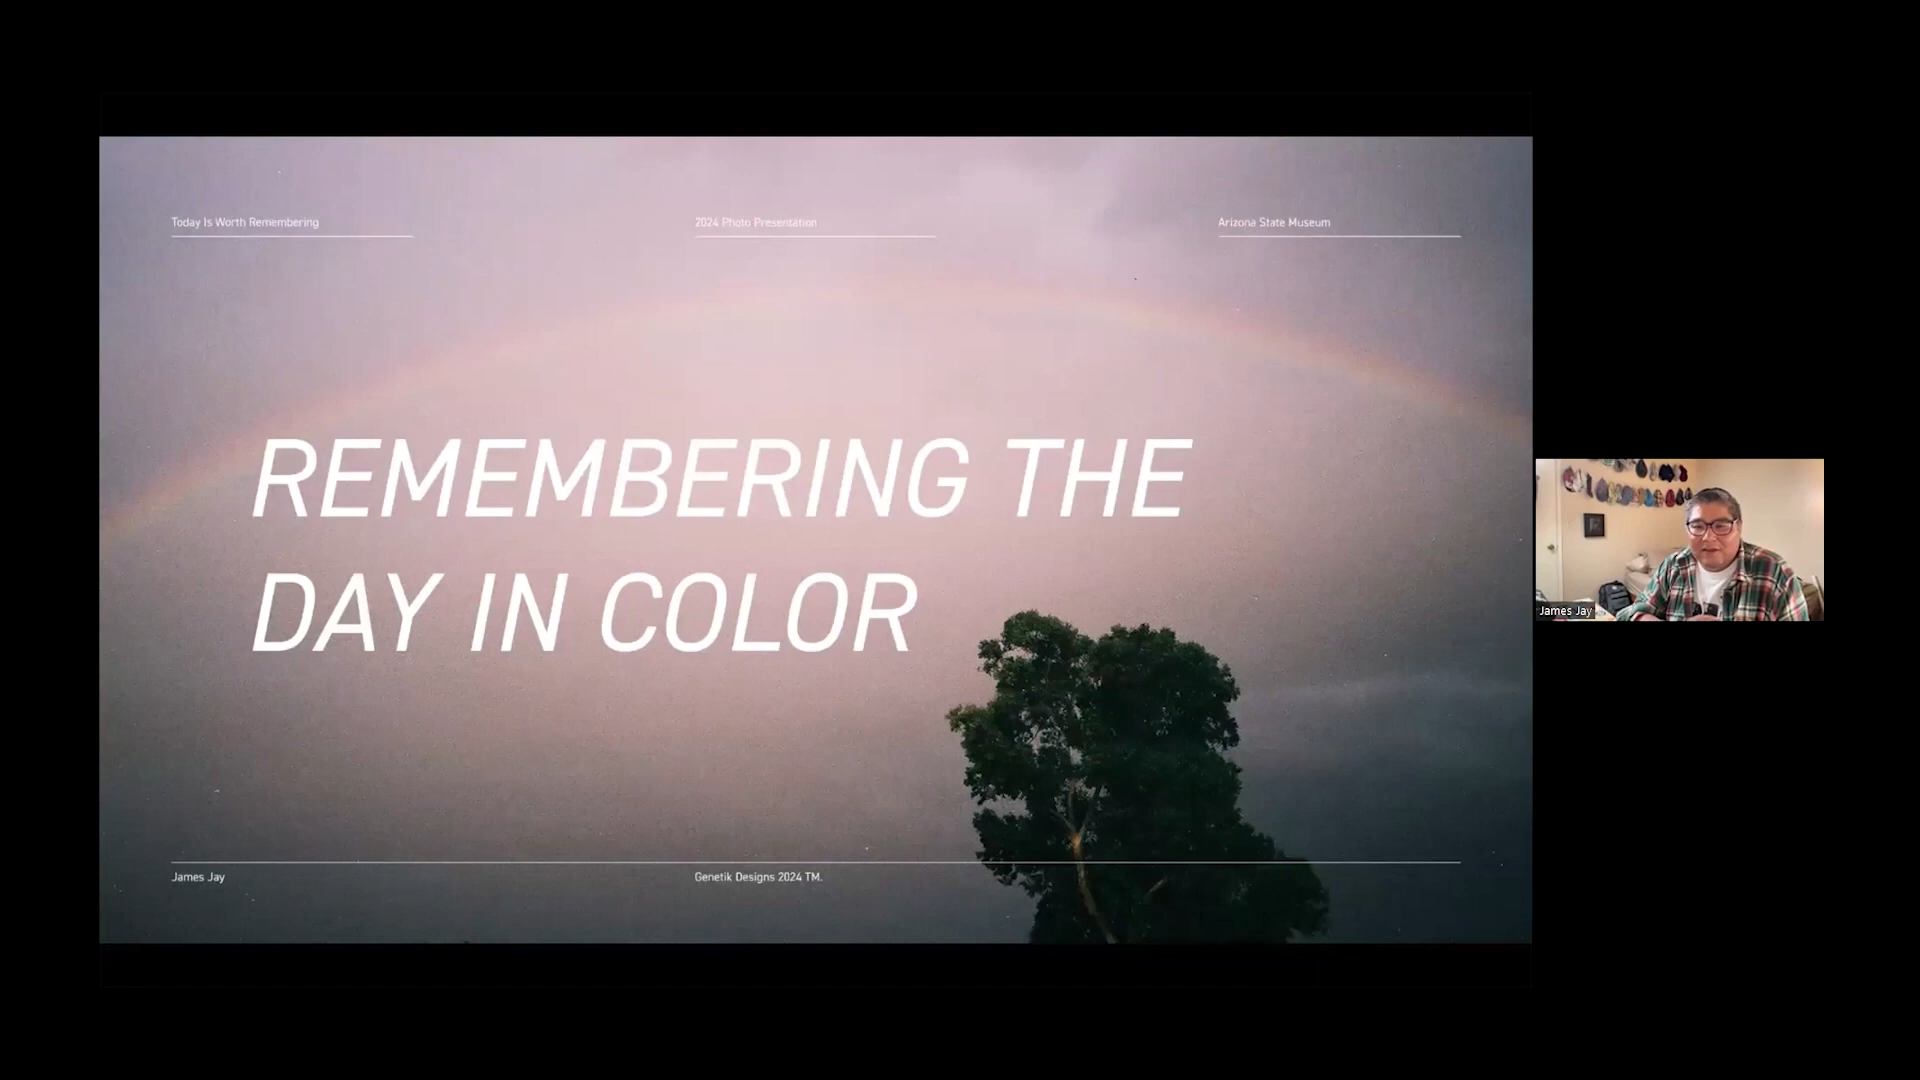 Today Is Worth Remembering
2024 Photo Presentation
Arizona State Museum
REMEMBERING THE
DAY IN COLOR
James Jay
Genetik Designs 2024 TM.
James Jay